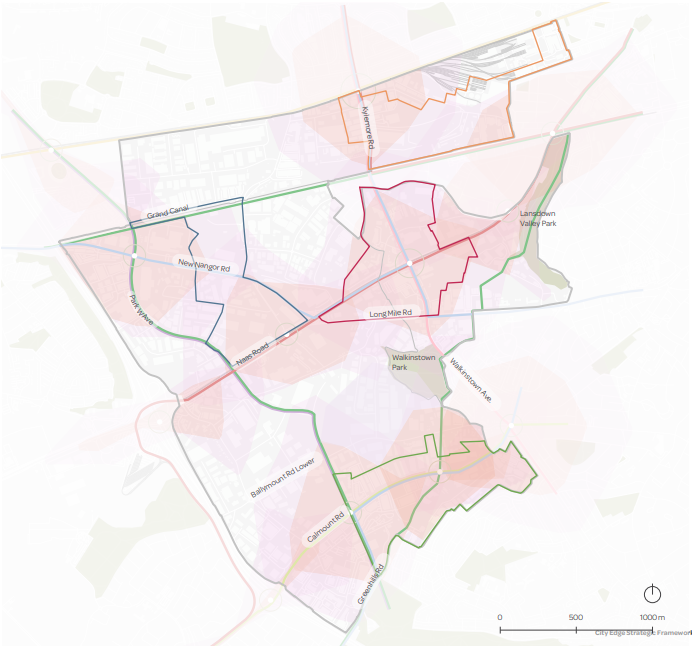 Kylemore Rd
Grand Canal
Lansdown
Valley Park
New Nangor Rd
Park W Ave
Long Mile Rd
Naas Road
Walkinstown
Park
Walkinstown Ave
Ballymount Rd Lower
Calmount Rd
Greenhills Rd
0 500 1000 m
City Edge Strategic Framework